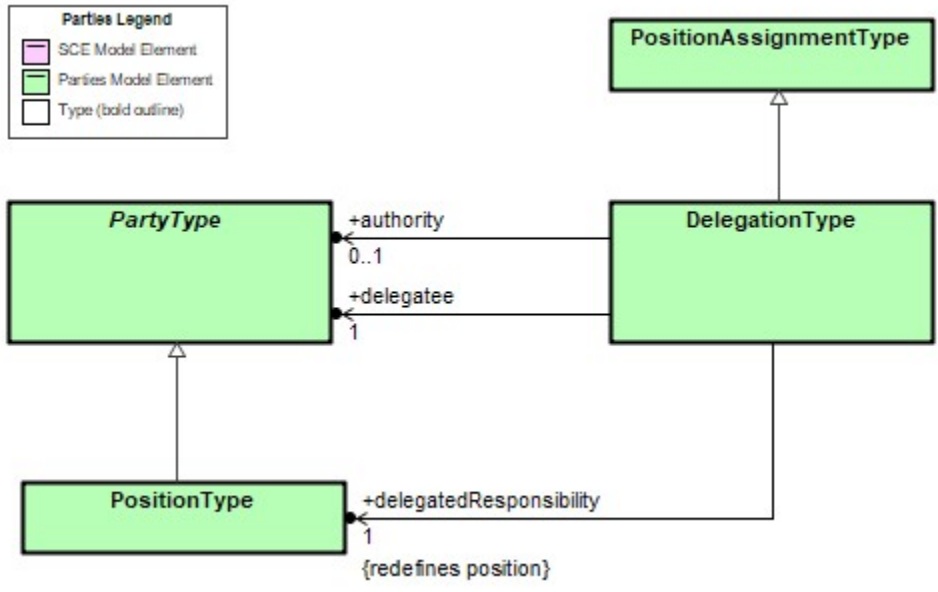 Parties Legend
SCE Model Element
Parties Model Element
Type (bold outline)
PositionAssignmentType
PartyType
+authority
0..1
+delegatee
1
DelegationType
PositionType
+delegatedResponsibility
1
{redefines position}